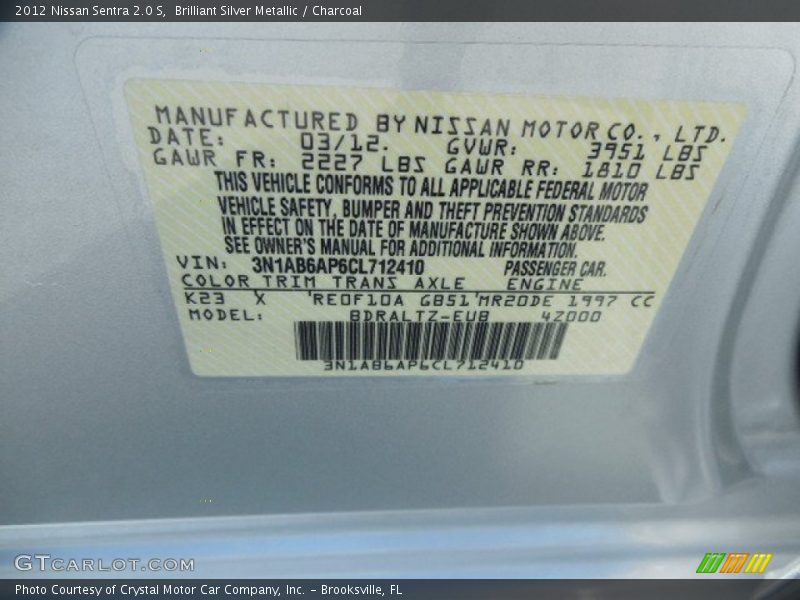 2012 Nissan Sentra 2.0 S,  Brilliant Silver Metallic / Charcoal
MANUFACTURED BY NISSAN MOTOR CO., LTD.
DATE: 03/12. GVWR: 3951 LBS
GAWR FR: 2227 LBS GAWR RR: 1810 LBS
THIS VEHICLE CONFORMS TO ALL APPLICABLE FEDERAL MOTOR
VEHICLE SAFETY, BUMPER AND THEFT PREVENTION STANDARDS
IN EFFECT ON THE DATE OF MANUFACTURE SHOWN ABOVE.
SEE OWNER'S MANUAL FOR ADDITIONAL INFORMATION.
VIN: 3N1AB6AP6CL712410 PASSENGER CAR.
COLOR TRIM TRANS AXLE ENGINE
K23 X 'RE0F10A GB51'MR20DE 1997 CC
MODEL: BDRALTZ-EUB 4Z000
3N1AB6AP6CL712410
GTCARLOT.COM
Photo Courtesy of Crystal Motor Car Company, Inc. – Brooksville, FL